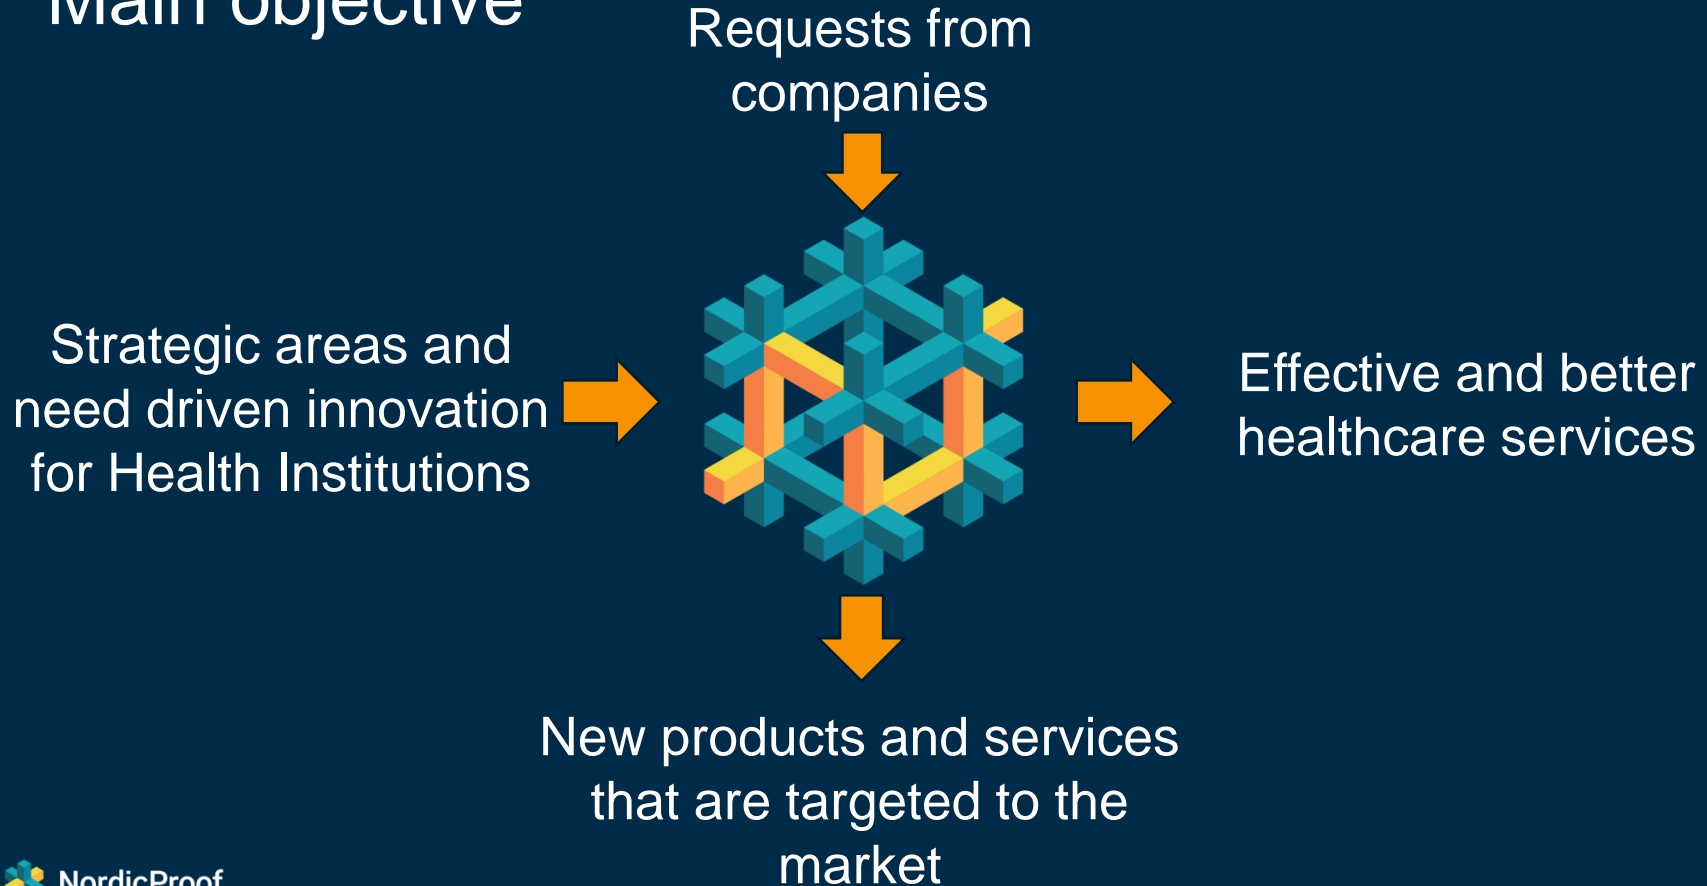 Main objective
Requests from
companies
Strategic areas and
need driven innovation
for Health Institutions
Effective and better
healthcare services
New products and services
that are targeted to the
market
NordicProof